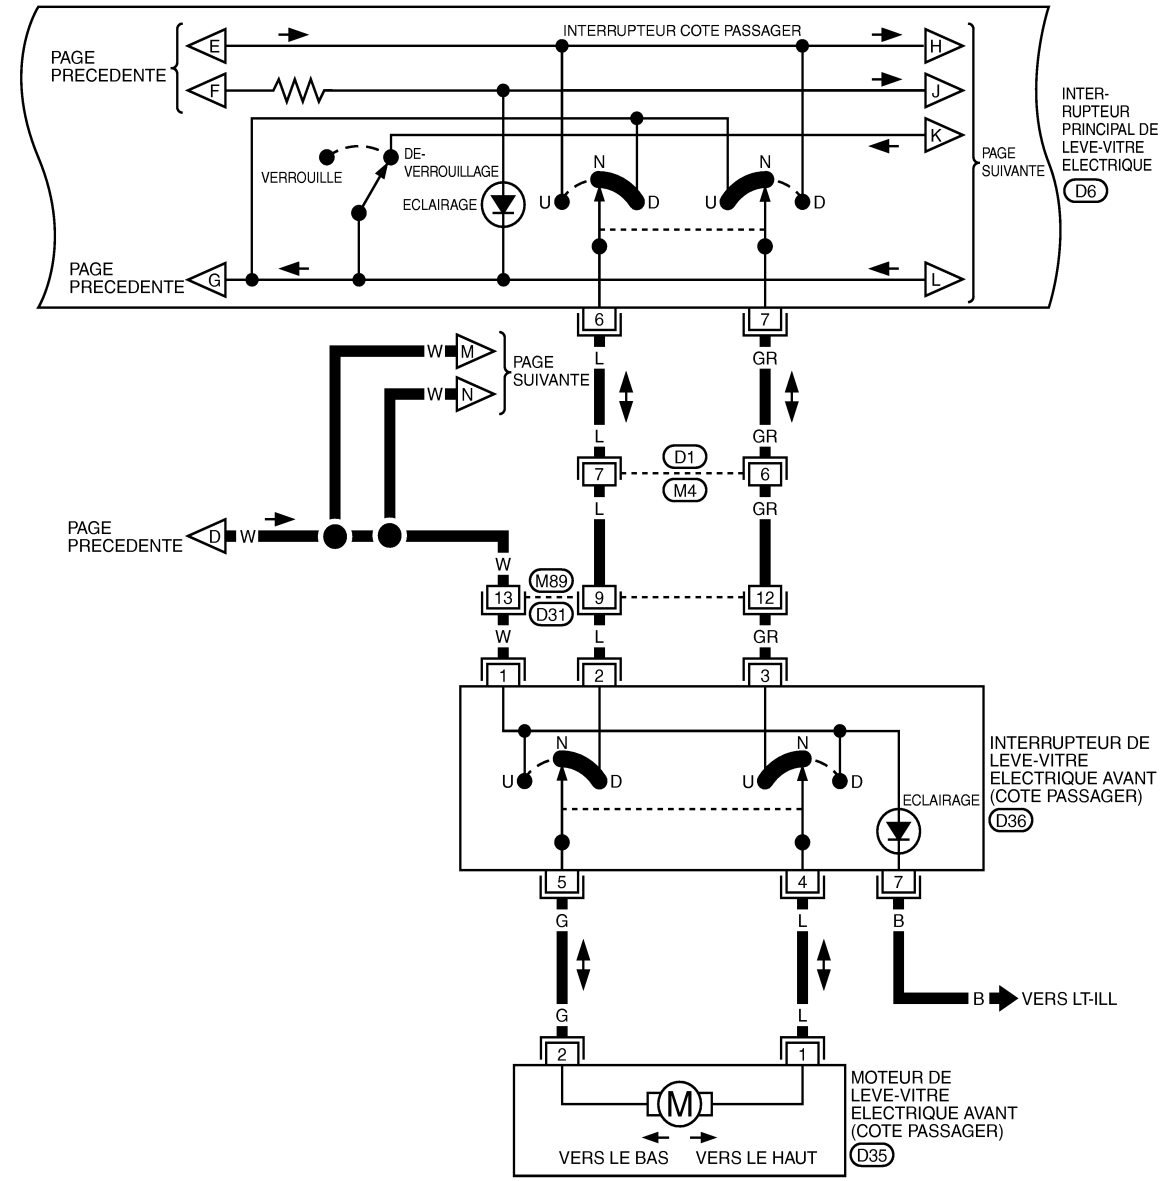 PAGE
PRECEDENTE
E
F
INTERRUPTEUR COTE PASSAGER
H
J
K
INTER-
RUPTEUR
PRINCIPAL DE
LEVE-VITRE
ELECTRIQUE
D6
PAGE
SUIVANTE
VERROUILLE
DE-
VERROUILLAGE
ECLAIRAGE
U
N
D
U
N
D
PAGE
PRECEDENTE
G
L
6
7
W
M
W
N
PAGE
SUIVANTE
L
GR
L
GR
7
D1
M4
6
L
GR
PAGE
PRECEDENTE
D
W
W
13
M89
D31
9
12
W
L
GR
1
2
3
N
U
D
N
U
D
ECLAIRAGE
INTERRUPTEUR DE
LEVE-VITRE
ELECTRIQUE AVANT
(COTE PASSAGER)
D36
5
4
7
G
L
B
B
VERS LT-ILL
G
L
2
1
M
VERS LE BAS
VERS LE HAUT
MOTEUR DE
LEVE-VITRE
ELECTRIQUE AVANT
(COTE PASSAGER)
D35